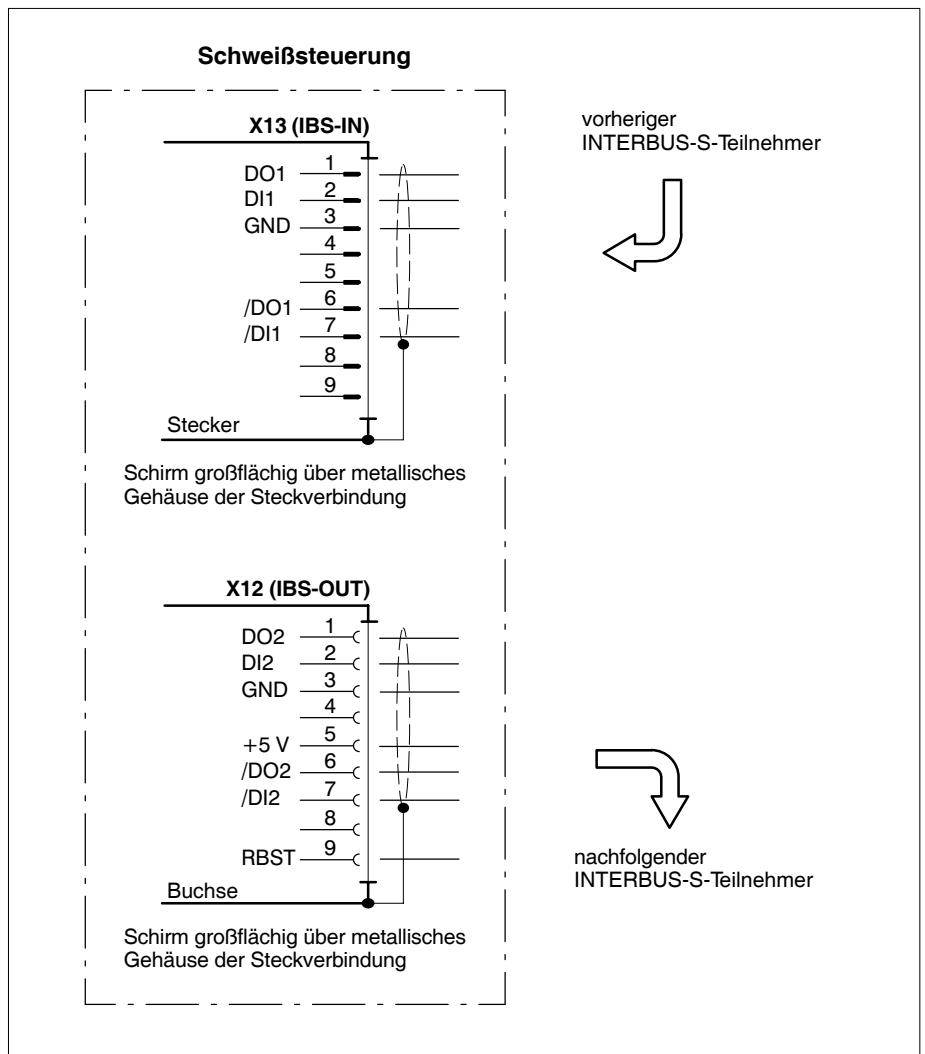 Schweißsteuerung
X13 (IBS-IN)
vorheriger
INTERBUS-S-Teilnehmer
DO1 1
DI1 2
GND 3
4
5
/DO1 6
/DI1 7
8
9
Stecker
Schirm großflächig über metallisches
Gehäuse der Steckverbindung
X12 (IBS-OUT)
DO2 1
DI2 2
GND 3
4
+5 V 5
/DO2 6
/DI2 7
8
RBST 9
nachfolgender
INTERBUS-S-Teilnehmer
Buchse
Schirm großflächig über metallisches
Gehäuse der Steckverbindung